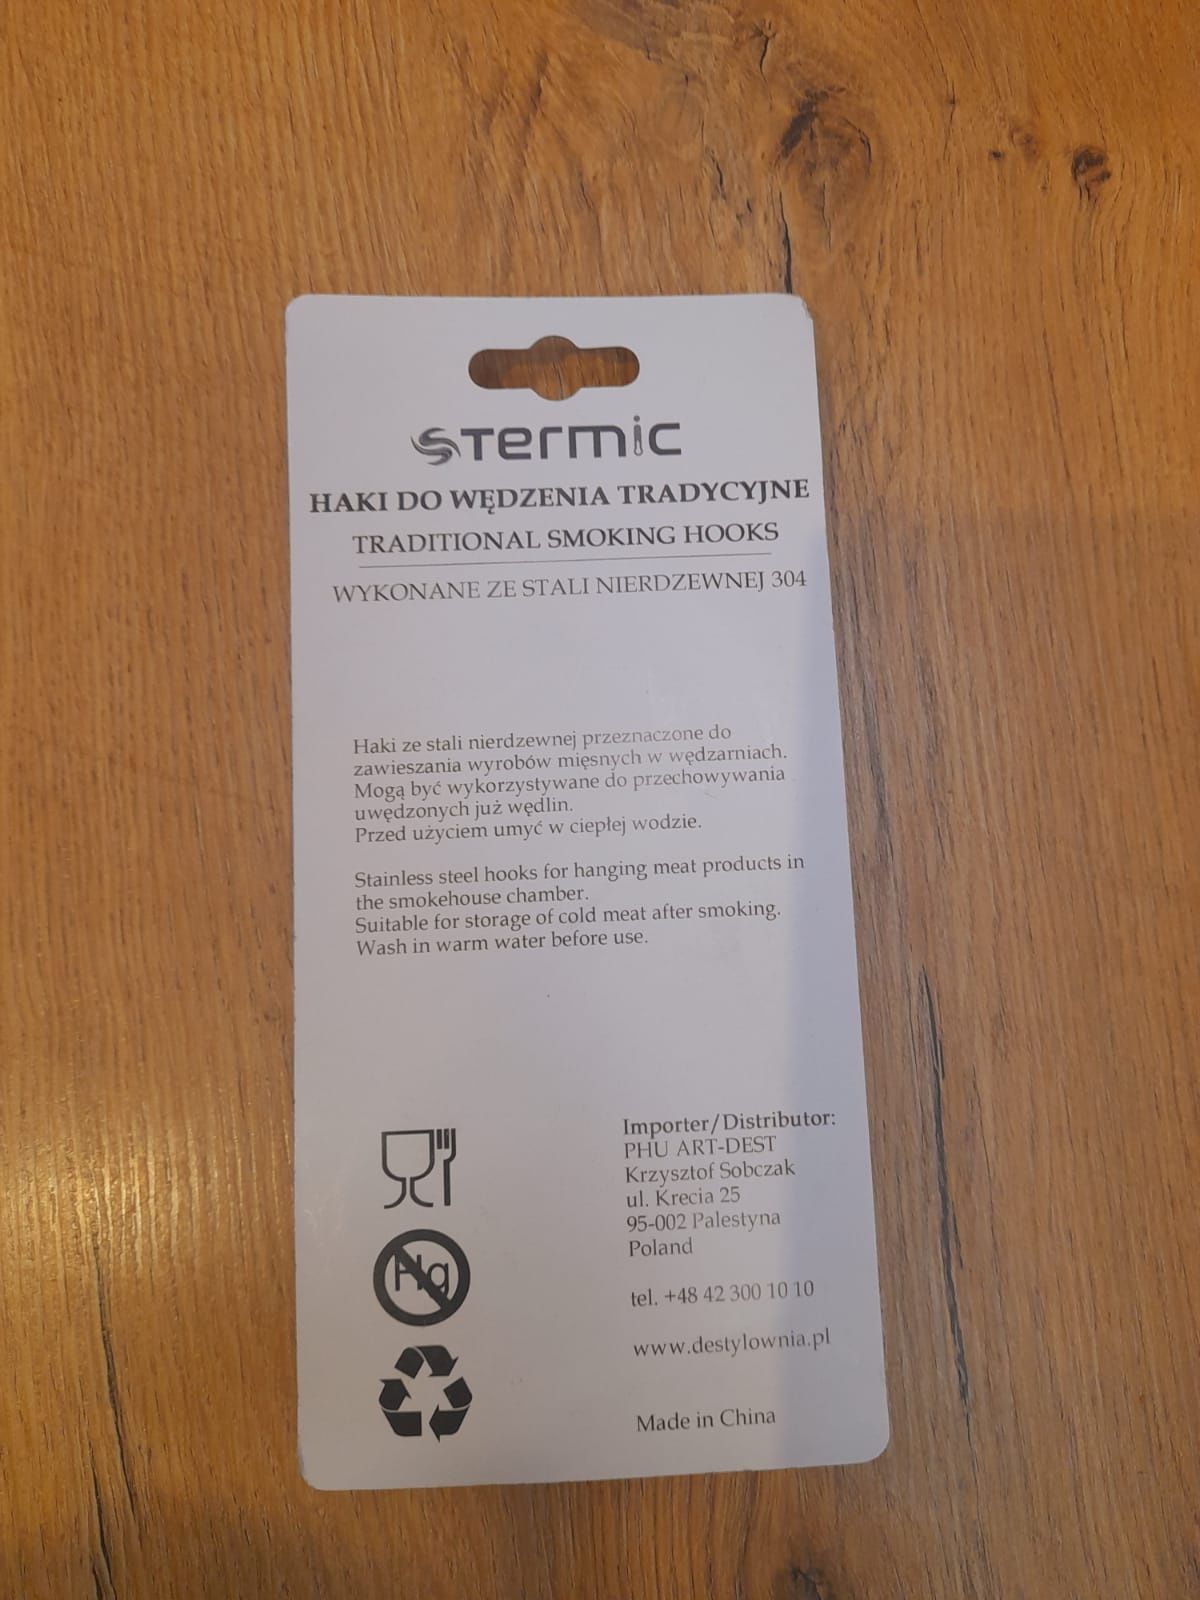 Termic
HAKI DO WĘDZENIA TRADYCYJNE
TRADITIONAL SMOKING HOOKS
WYKONANE ZE STALI NIERDZEWNEJ 304
Haki ze stali nierdzewnej przeznaczone do
zawieszania wyrobów mięsnych w wędzarniach.
Mogą być wykorzystywane do przechowywania
uwędzonych już wędlin.
Przed użyciem umyć w ciepłej wodzie.
Stainless steel hooks for hanging meat products in
the smokehouse chamber.
Suitable for storage of cold meat after smoking.
Wash in warm water before use.
Hg
Importer/Distributor:
PHU ART-DEST
Krzysztof Sobczak
ul. Krecia 25
95-002 Palestyna
Poland
tel. +48 42 300 10 10
www.destylownia.pl
Made in China